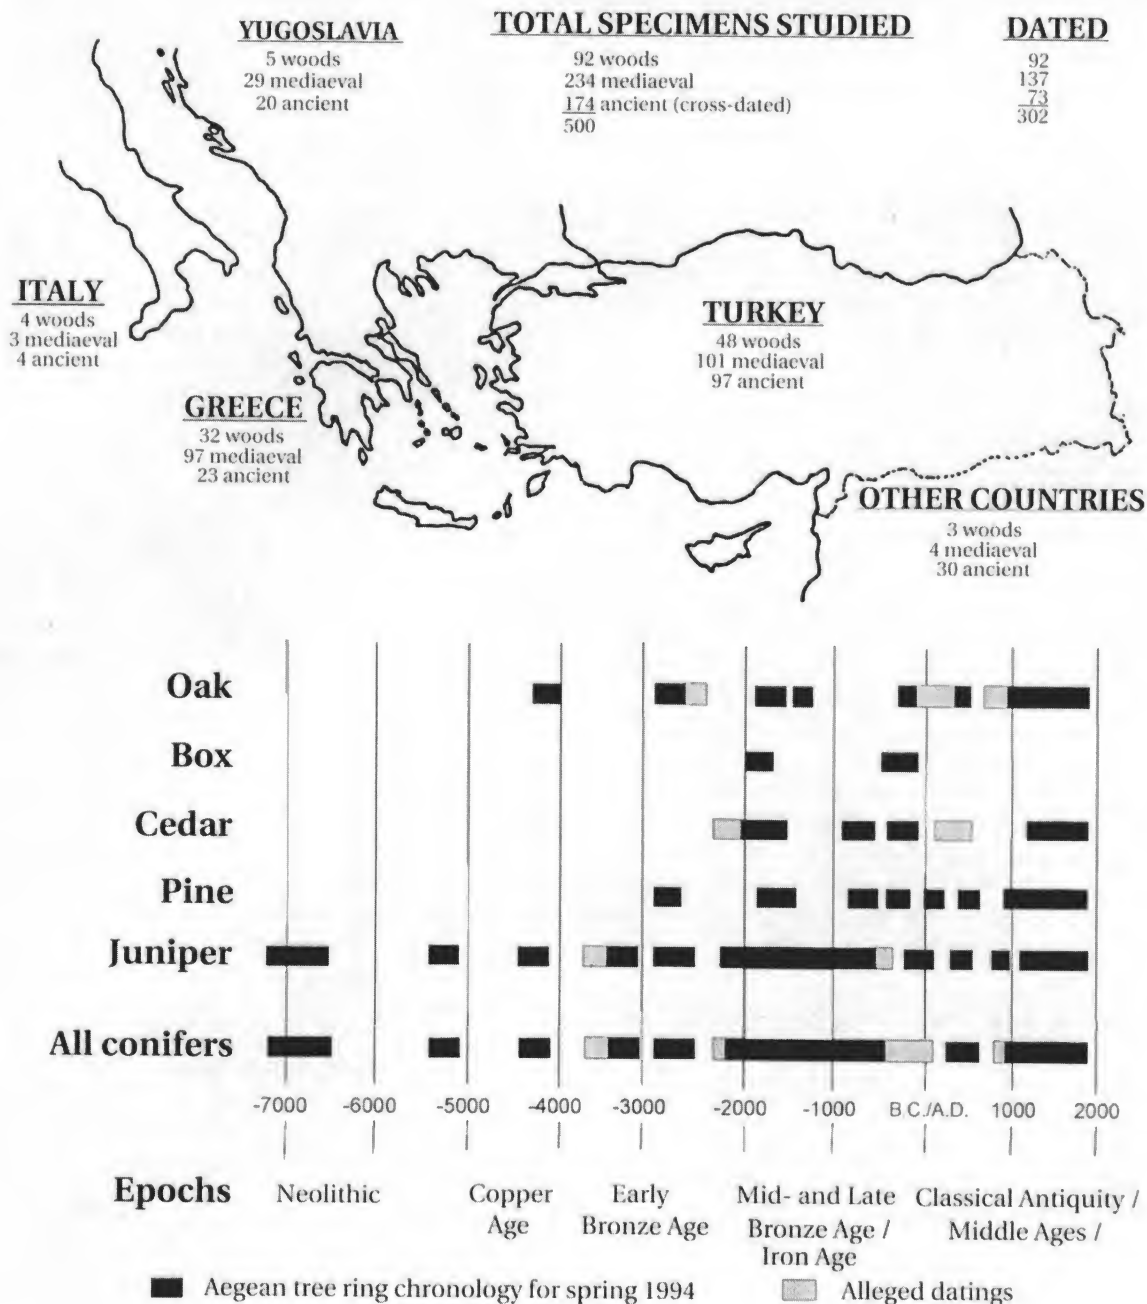 YUGOSLAVIA
5 woods
29 mediaeval
20 ancient
TOTAL SPECIMENS STUDIED
92 woods
234 mediaeval
174 ancient (cross-dated)
500
DATED
92
137
73
302
ITALY
4 woods
3 mediaeval
4 ancient
GREECE
32 woods
97 mediaeval
23 ancient
TURKEY
48 woods
101 mediaeval
97 ancient
OTHER COUNTRIES
3 woods
4 mediaeval
30 ancient
Oak
Box
Cedar
Pine
Juniper
All conifers
-7000 -6000 -5000 -4000 -3000 -2000 -1000 B.C./A.D. 1000 2000
Epochs
Neolithic
Copper
Age
Early
Bronze Age
Mid- and Late
Bronze Age /
Iron Age
Classical Antiquity /
Middle Ages /
Aegean tree ring chronology for spring 1994
Alleged datings